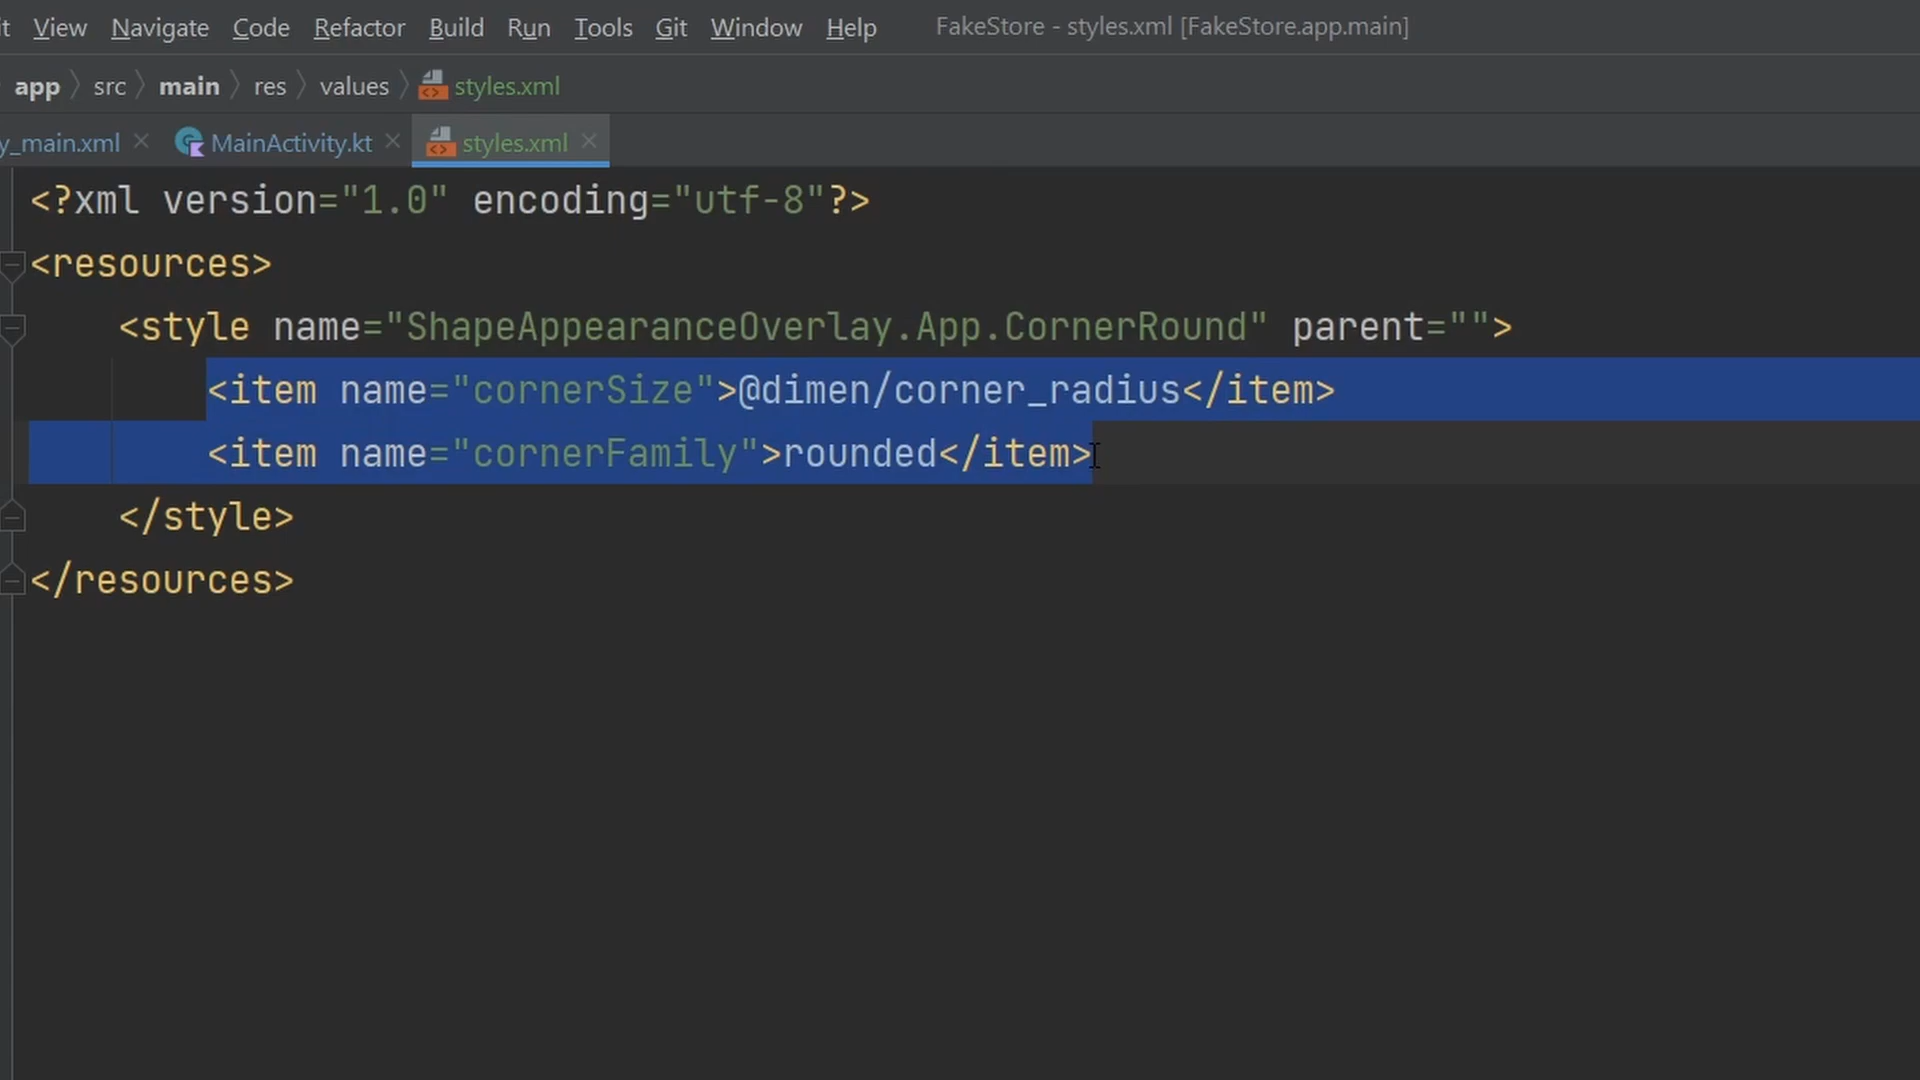 t View Navigate Code Refactor Build Run Tools Git Window Help FakeStore - styles.xml [FakeStore.app.main]
app src main res values styles.xml
y_main.xml MainActivity.kt styles.xml
<?xml version="1.0" encoding="utf-8"?>
<resources>
<style name="ShapeAppearanceOverlay.App.CornerRound" parent="">
<item name="cornerSize">@dimen/corner_radius</item>
<item name="cornerFamily">rounded</item>
</style>
</resources>